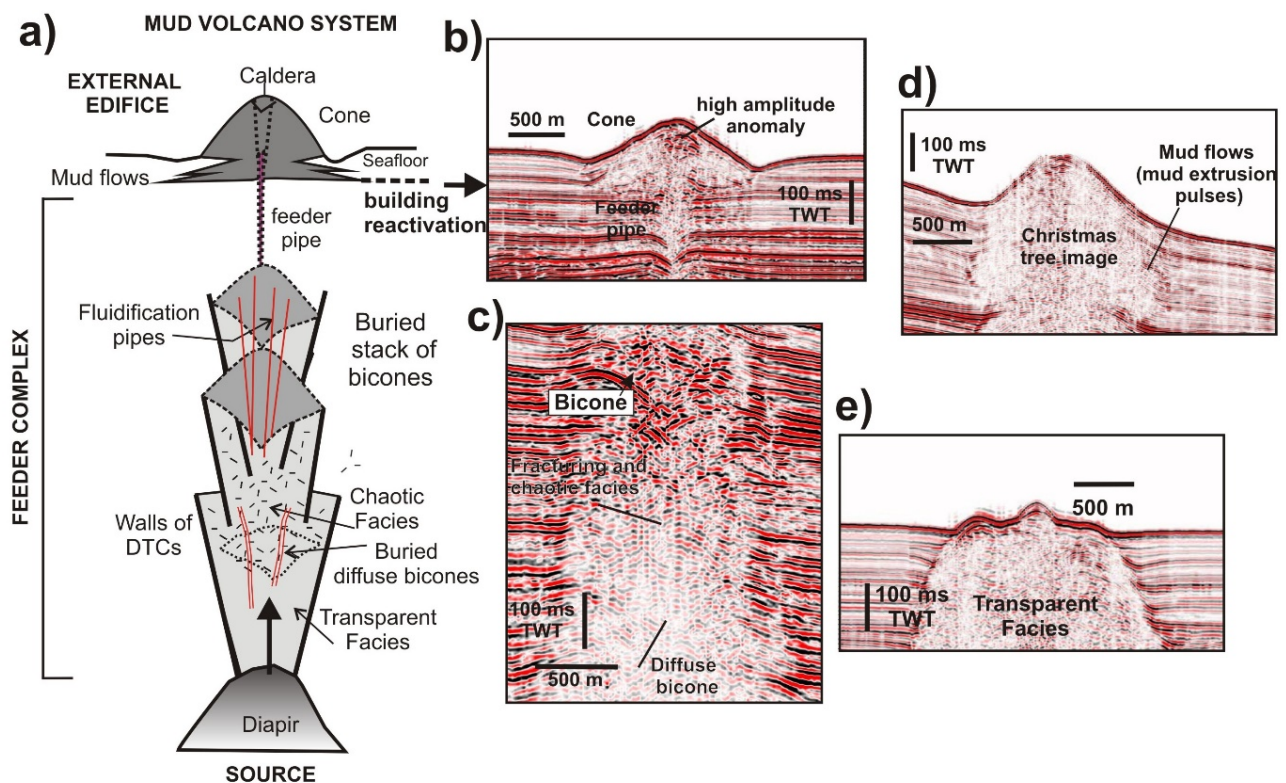 a)
MUD VOLCANO SYSTEM
EXTERNAL
EDIFICE
Caldera
Cone
Seafloor
Mud flows
building
reactivation
feeder
pipe
FEEDER COMPLEX
Fluidification
pipes
Buried
stack of
bicones
Walls of
DTCs
Chaotic
Facies
Buried
diffuse bicones
Transparent
Facies
Diapir
SOURCE
b)
500 m
Cone
high amplitude
anomaly
Feeder
pipe
100 ms
TWT
c)
Bicone
Fracturing and
chaotic facies
100 ms
TWT
500 m.
Diffuse
bicone
d)
100 ms
TWT
500 m
Mud flows
(mud extrusion
pulses)
Christmas
tree image
e)
500 m
100 ms
TWT
Transparent
Facies